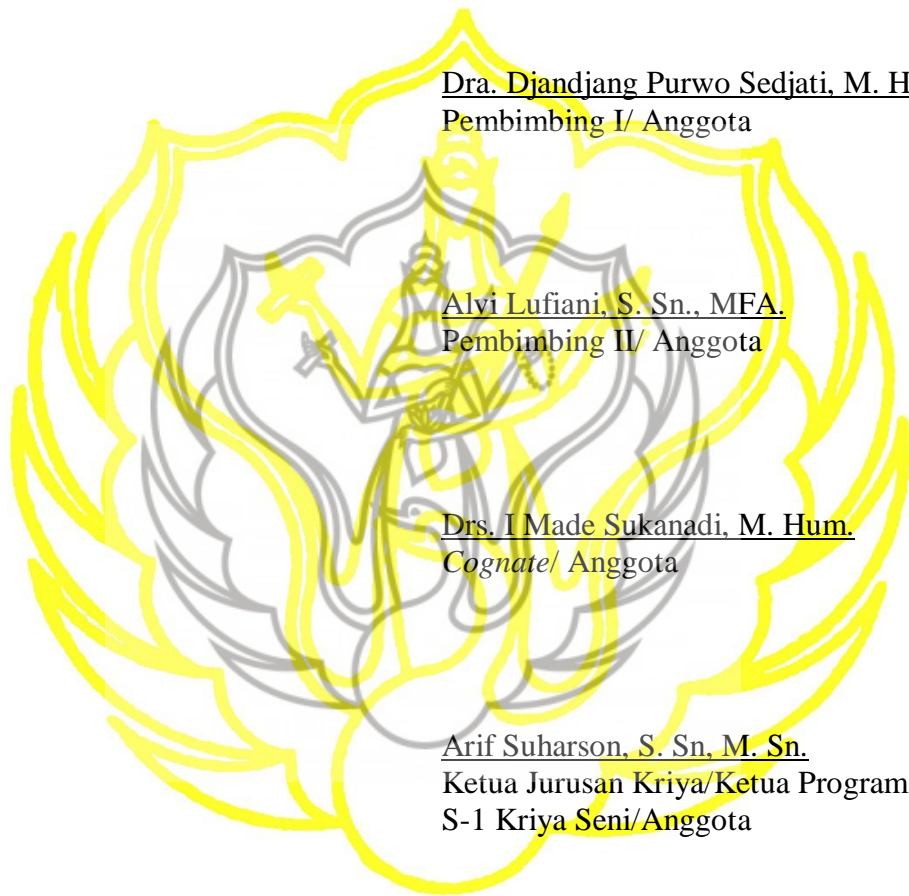 Dra. Djandjang Purwo Sedjati, M. H
Pembimbing I/ Anggota
Alvi Lufiani, S. Sn., MFA.
Pembimbing II/ Anggota
Drs. I Made Sukanadi, M. Hum.
Cognate/ Anggota
Arif Suharson, S. Sn, M. Sn.
Ketua Jurusan Kriya/Ketua Program
S-1 Kriya Seni/Anggota